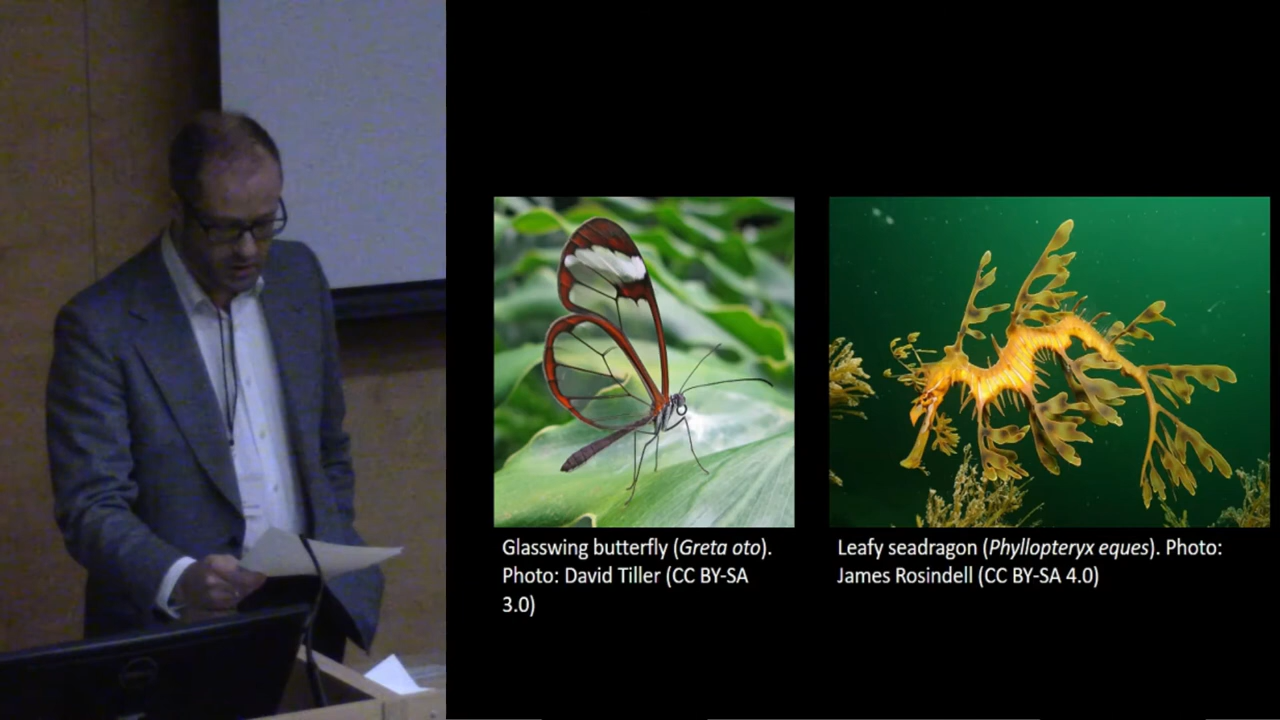 Glasswing butterfly (Greta oto).
Photo: David Tiller (CC BY-SA
3.0)
Leafy seadragon (Phyllopteryx eques). Photo:
James Rosindell (CC BY-SA 4.0)